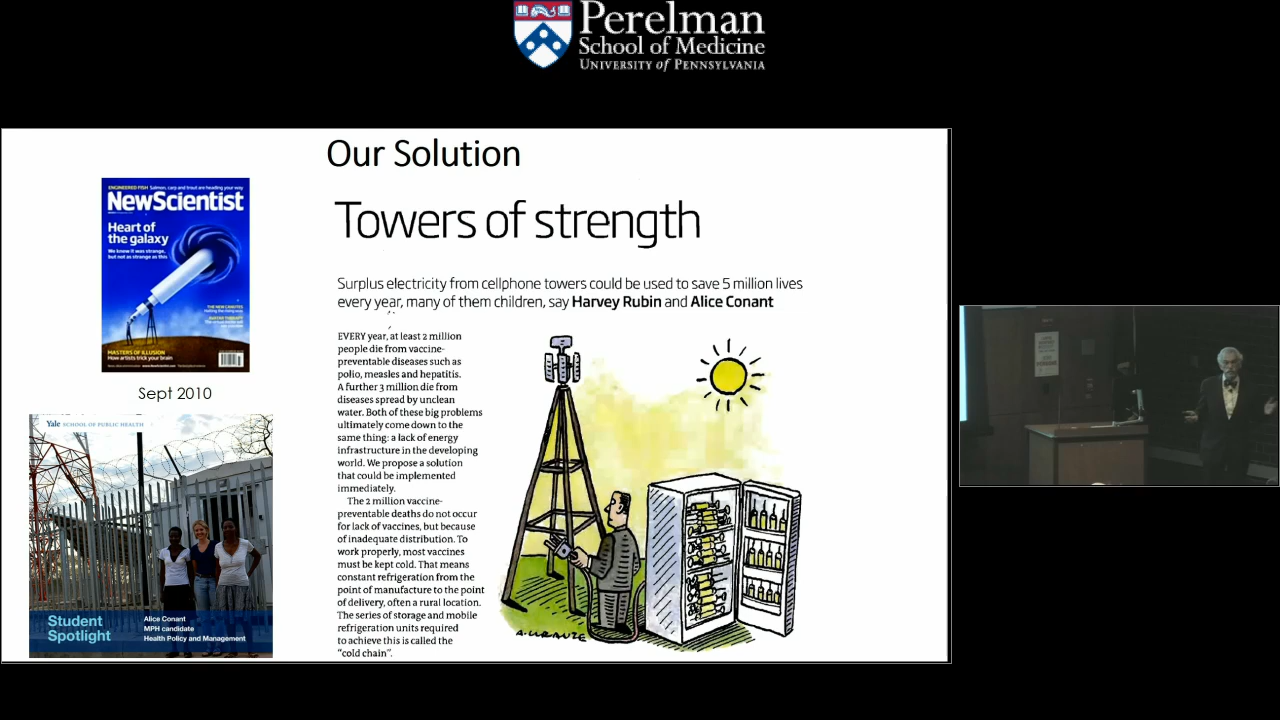 Perelman
School of Medicine
UNIVERSITY of PENNSYLVANIA
Our Solution
ENGINEERED FISH Salmon, carp and trout are heading your way
NewScientist
Heart of
the galaxy
We knew it was strange,
but not as strange as this
MASTERS OF ILLUSION
How artists trick your brain
Sept 2010
Yale SCHOOL OF PUBLIC HEALTH
Student
Spotlight
Alice Conant
MPH candidate
Health Policy and Management
Towers of strength
Surplus electricity from cellphone towers could be used to save 5 million lives
every year, many of them children, say Harvey Rubin and Alice Conant
EVERY year, at least 2 million
people die from vaccine-
preventable diseases such as
polio, measles and hepatitis.
A further 3 million die from
diseases spread by unclean
water. Both of these big problems
ultimately come down to the
same thing: a lack of energy
infrastructure in the developing
world. We propose a solution
that could be implemented
immediately.
The 2 million vaccine-
preventable deaths do not occur
for lack of vaccines, but because
of inadequate distribution. To
work properly, most vaccines
must be kept cold. That means
constant refrigeration from the
point of manufacture to the point
of delivery, often a rural location.
The series of storage and mobile
refrigeration units required
to achieve this is called the
"cold chain".